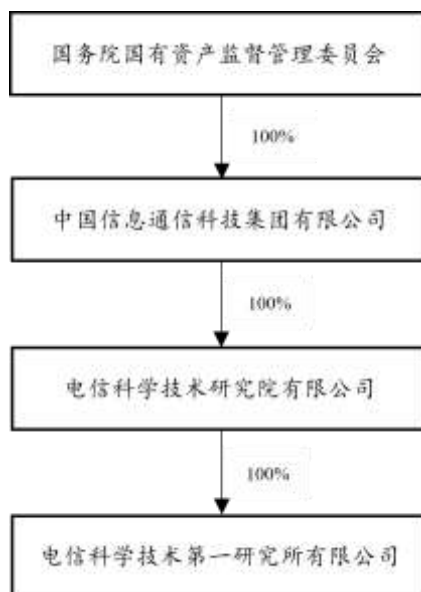 国务院国有资产监督管理委员会
100%
中国信息通信科技集团有限公司
100%
电信科学技术研究院有限公司
100%
电信科学技术第一研究所有限公司